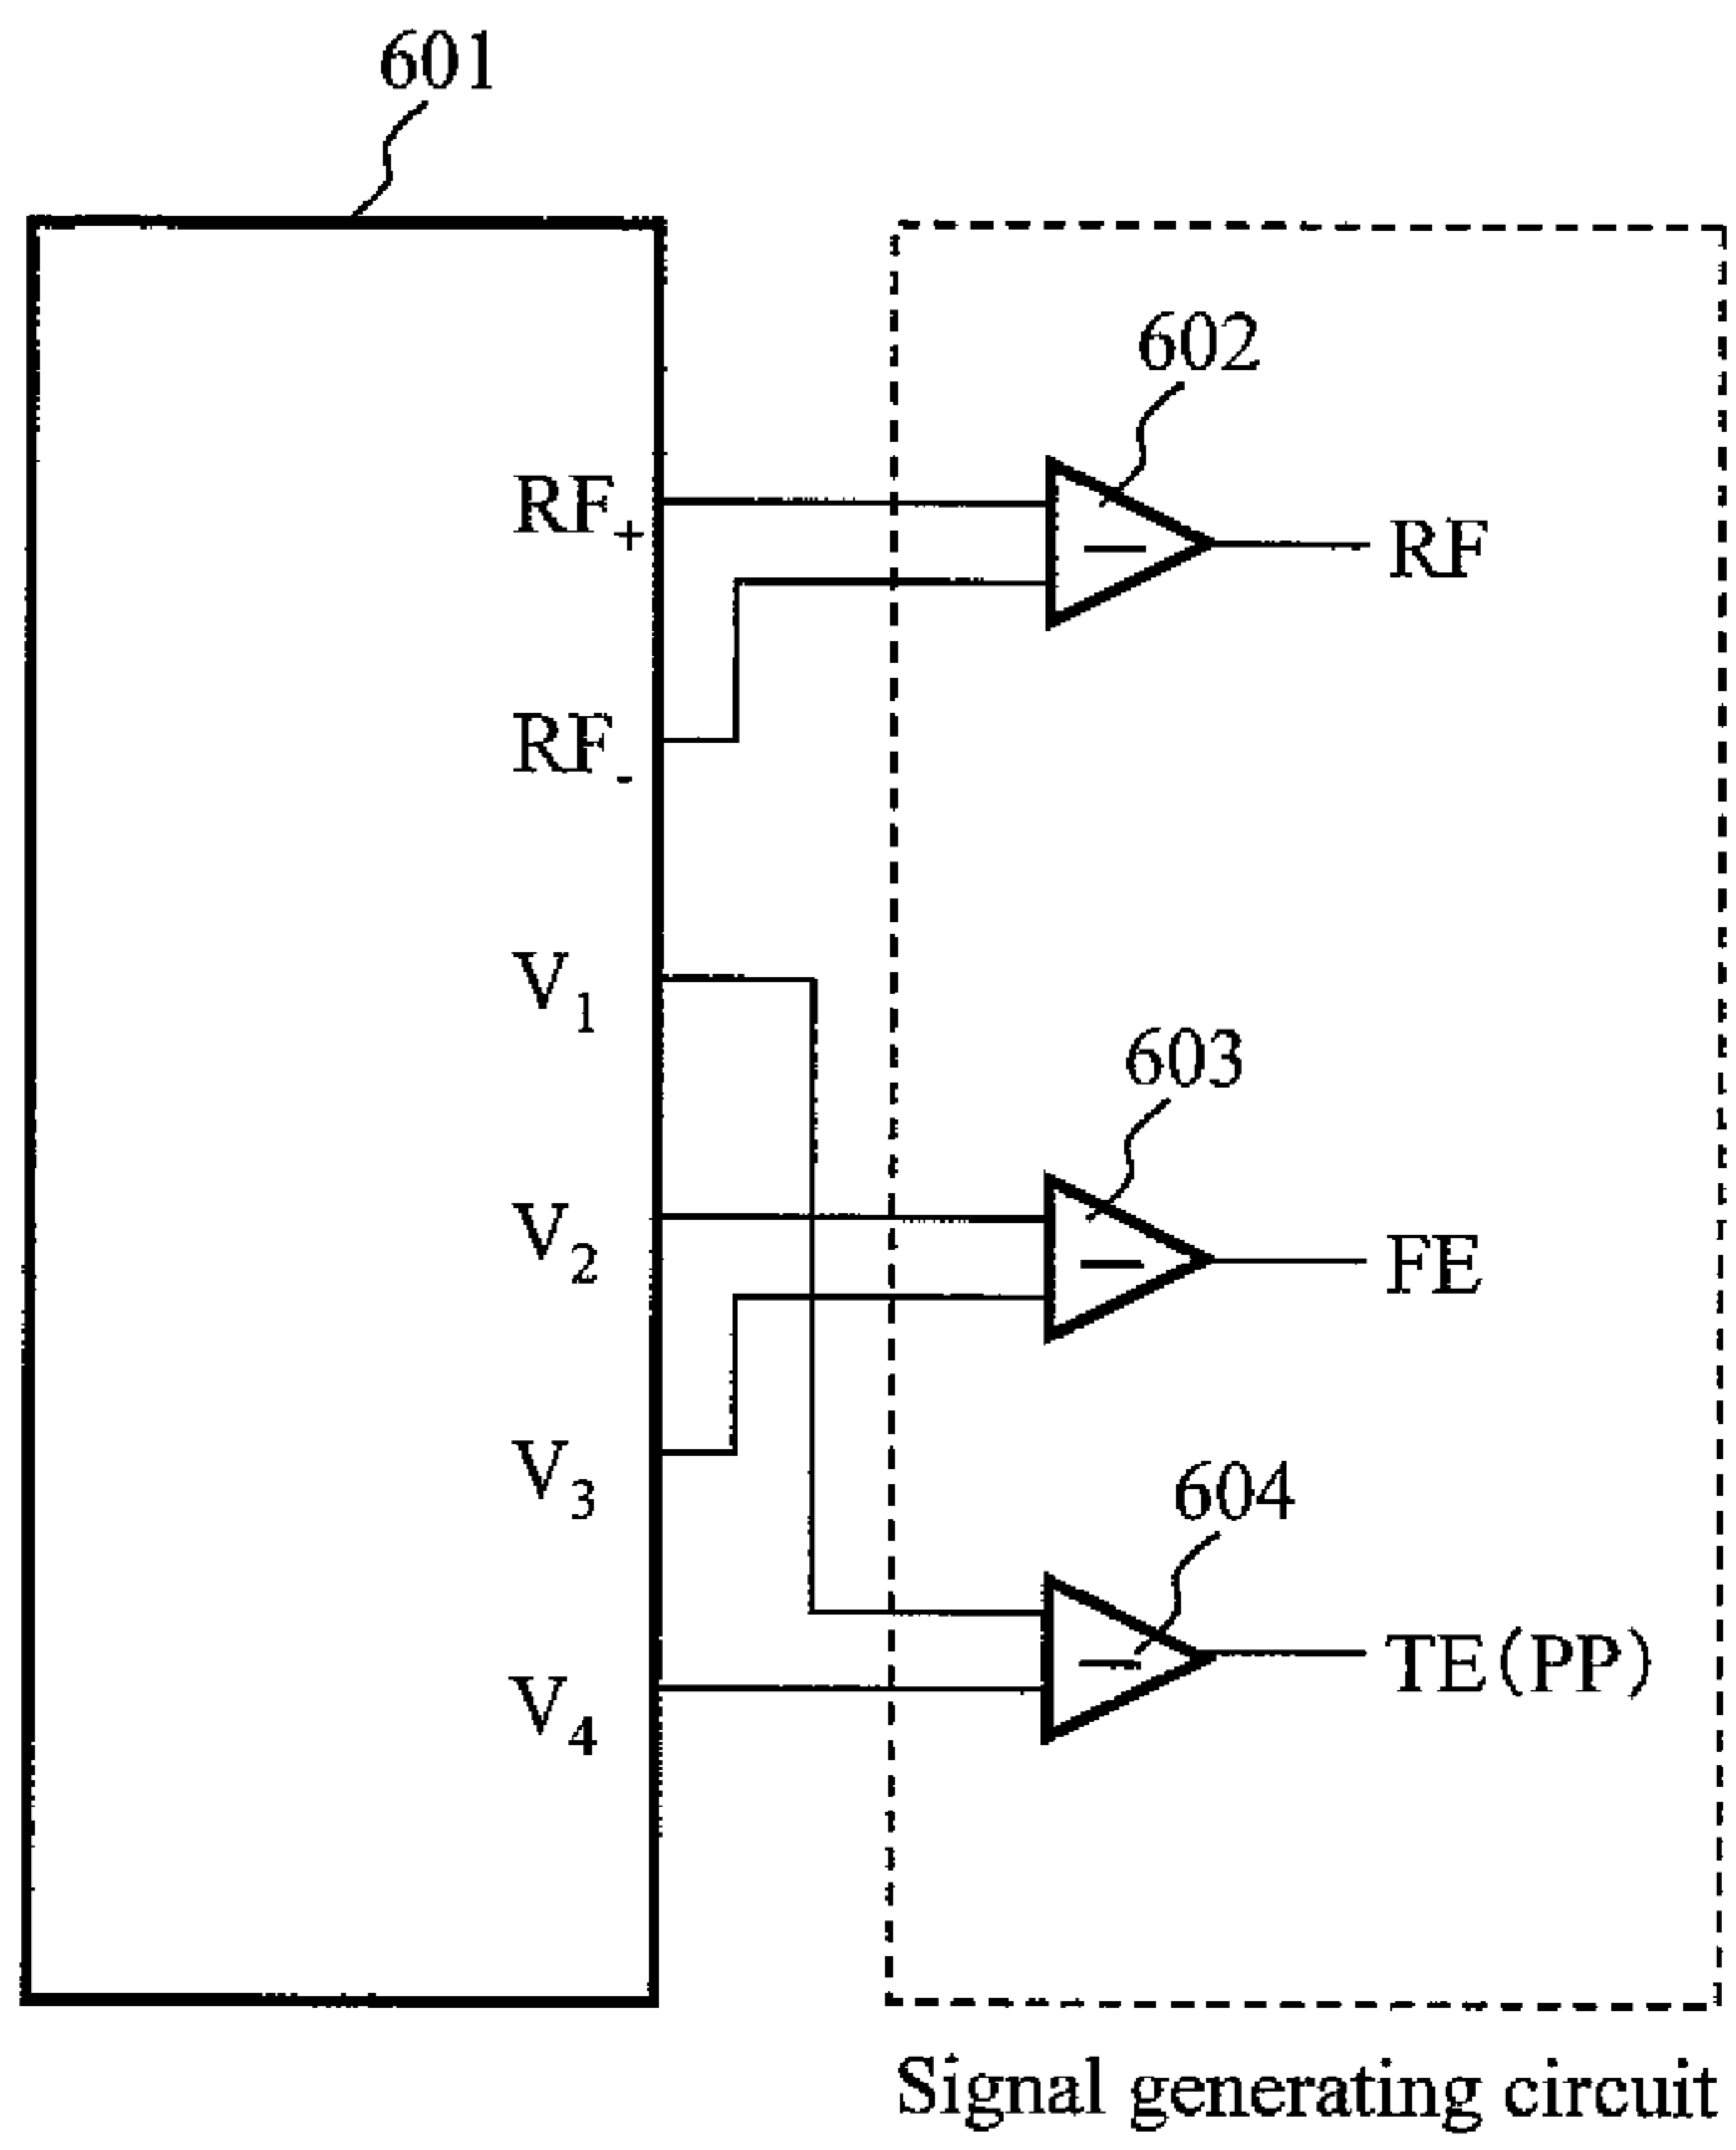 601
602
RF₊
RF
RF₋
V₁
603
V₂
FE
V₃
604
TE(PP)
V₄
Signal generating circuit